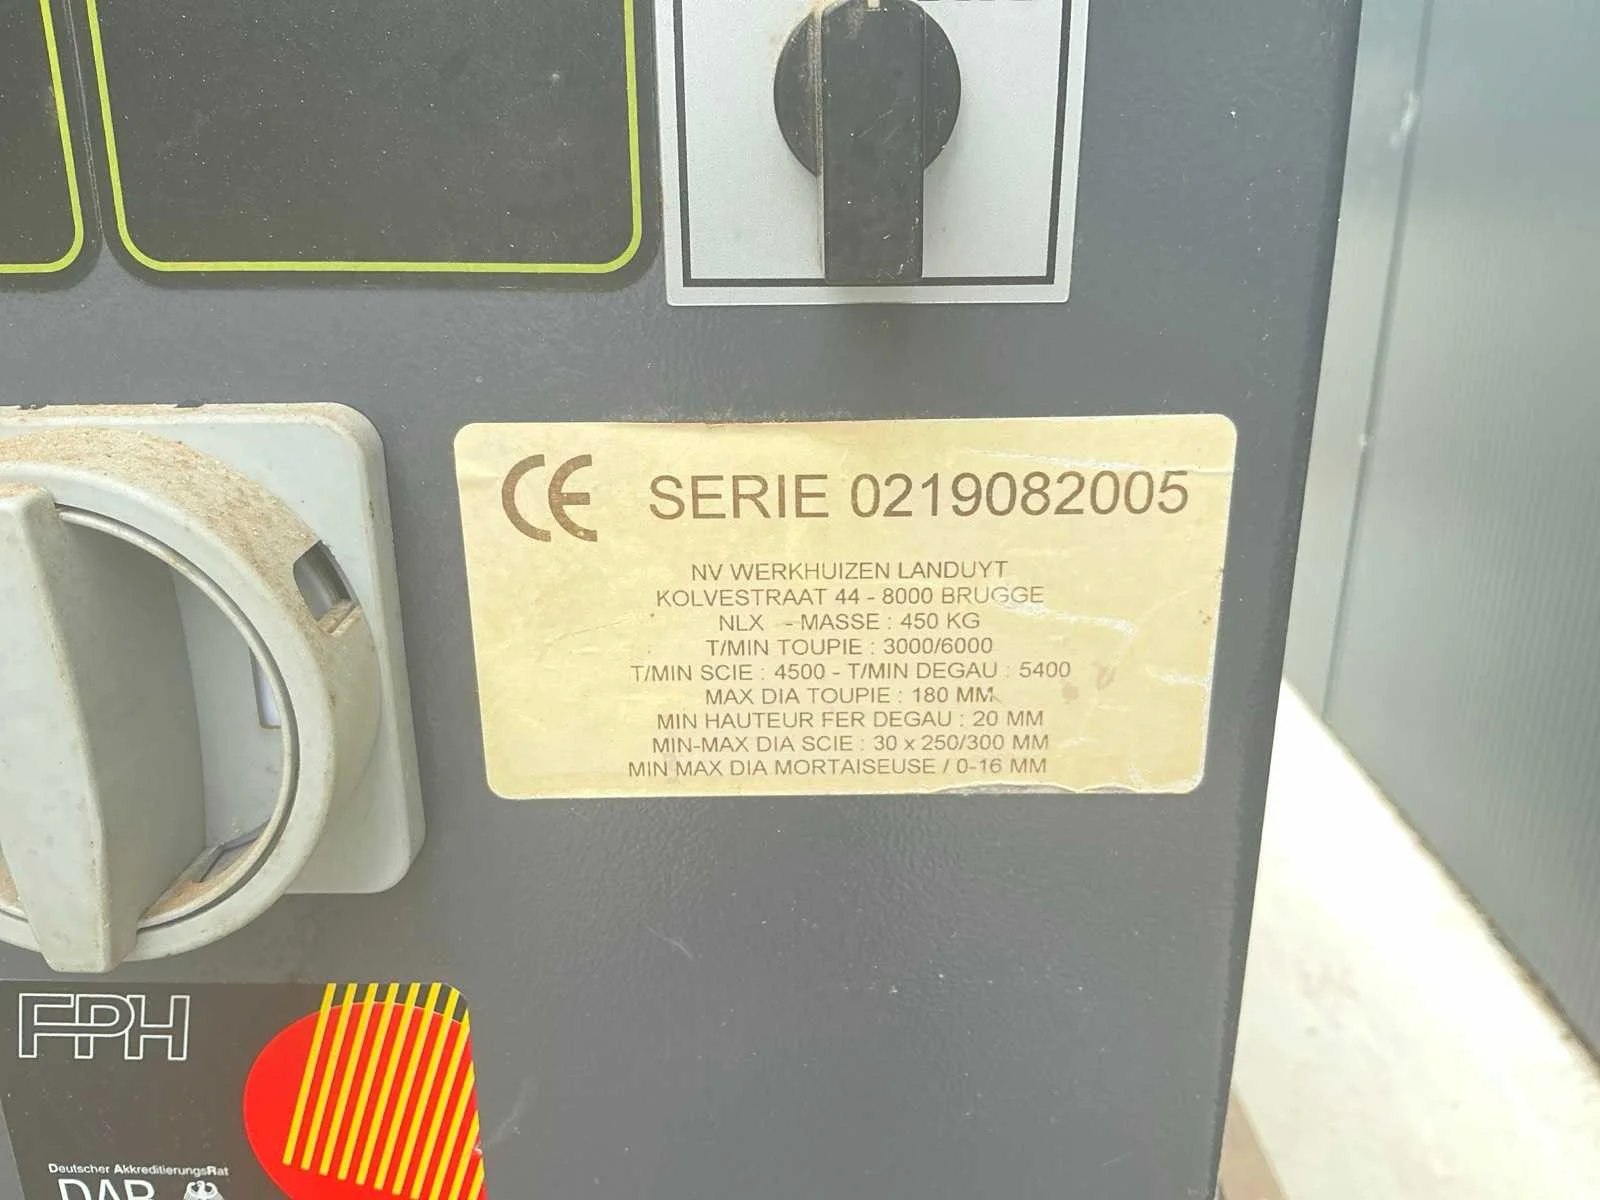 CE SERIE 0219082005
NV WERKHUIZEN LANDUYT
KOLVESTRAAT 44 - 8000 BRUGGE
NLX - MASSE : 450 KG
T/MIN TOUPIE : 3000/6000
T/MIN SCIE : 4500 - T/MIN DEGAU : 5400
MAX DIA TOUPIE : 180 MM
MIN HAUTEUR FER DEGAU : 20 MM
MIN-MAX DIA SCIE : 30 x 250/300 MM
MIN MAX DIA MORTAISEUSE / 0-16 MM
FPH
Deutscher AkkreditierungsRat
DAR